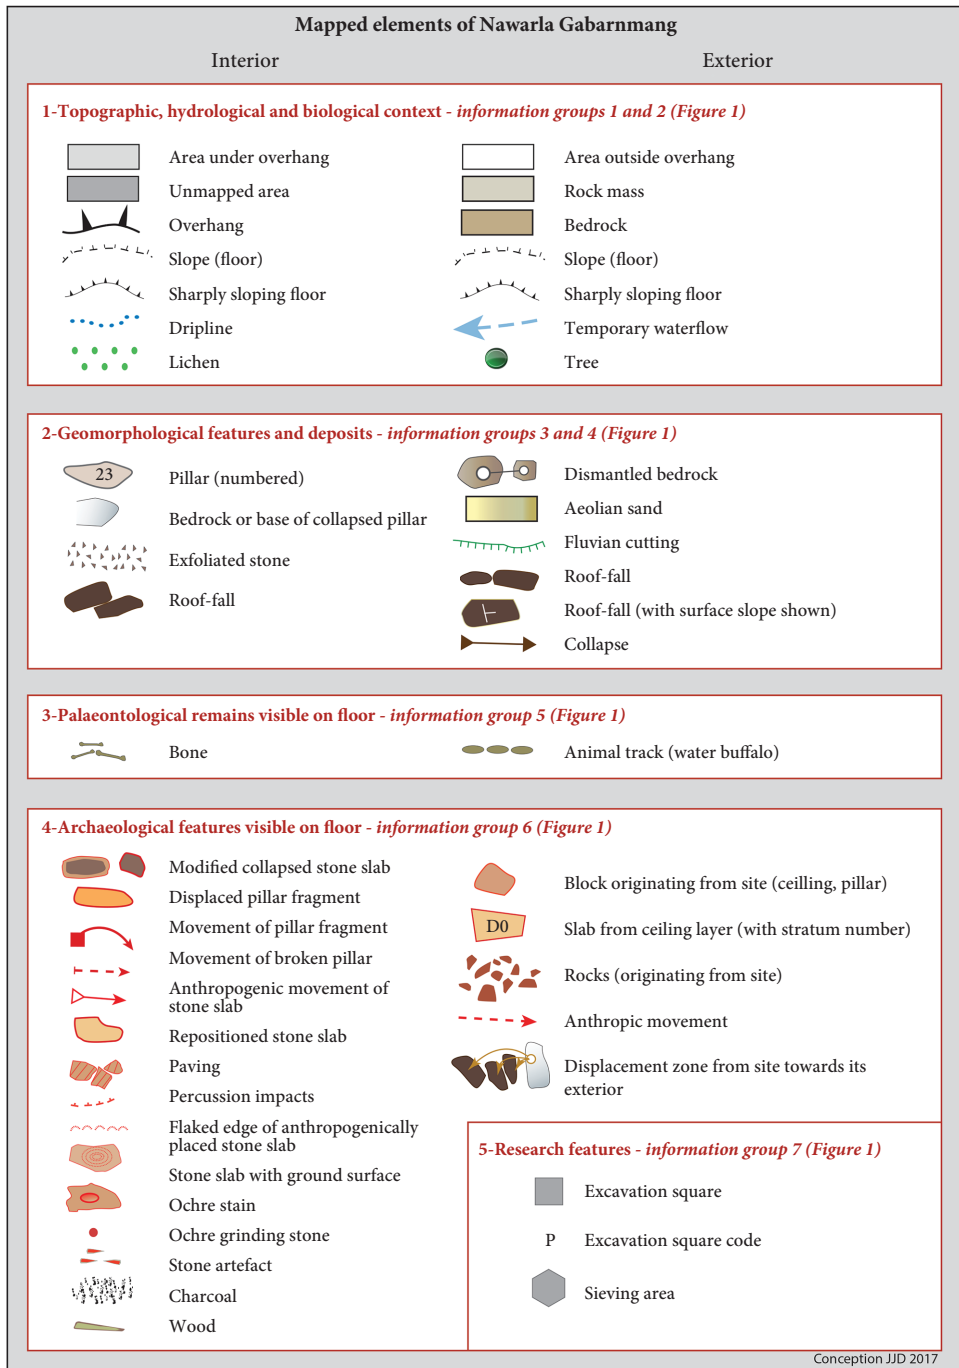 Mapped elements of Nawarla Gabarnmang
Interior
Exterior
1-Topographic, hydrological and biological context - information groups 1 and 2 (Figure 1)
Area under overhang
Unmapped area
Overhang
Slope (floor)
Sharply sloping floor
Dripline
Lichen
Area outside overhang
Rock mass
Bedrock
Slope (floor)
Sharply sloping floor
Temporary waterflow
Tree
2-Geomorphological features and deposits - information groups 3 and 4 (Figure 1)
23
Pillar (numbered)
Bedrock or base of collapsed pillar
Exfoliated stone
Roof-fall
Dismantled bedrock
Aeolian sand
Fluvian cutting
Roof-fall
Roof-fall (with surface slope shown)
Collapse
3-Palaeontological remains visible on floor - information group 5 (Figure 1)
Bone
Animal track (water buffalo)
4-Archaeological features visible on floor - information group 6 (Figure 1)
Modified collapsed stone slab
Displaced pillar fragment
Movement of pillar fragment
Movement of broken pillar
Anthropogenic movement of
stone slab
Repositioned stone slab
Paving
Percussion impacts
Flaked edge of anthropogenically
placed stone slab
Stone slab with ground surface
Ochre stain
Ochre grinding stone
Stone artefact
Charcoal
Wood
Block originating from site (ceilling, pillar)
D0
Slab from ceiling layer (with stratum number)
Rocks (originating from site)
Anthropic movement
Displacement zone from site towards its
exterior
5-Research features - information group 7 (Figure 1)
Excavation square
P
Excavation square code
Sieving area
Conception JJD 2017